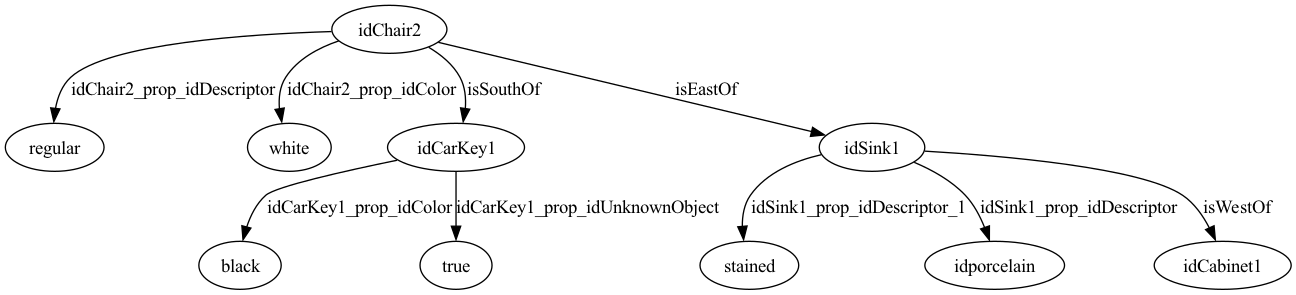 idChair2
idChair2_prop_idDescriptor idChair2_prop_idColor isSouthOf isEastOf
regular white idCarKey1 idSink1
idCarKey1_prop_idColor idCarKey1_prop_idUnknownObject idSink1_prop_idDescriptor_1 idSink1_prop_idDescriptor isWestOf
black true stained idporcelain idCabinet1